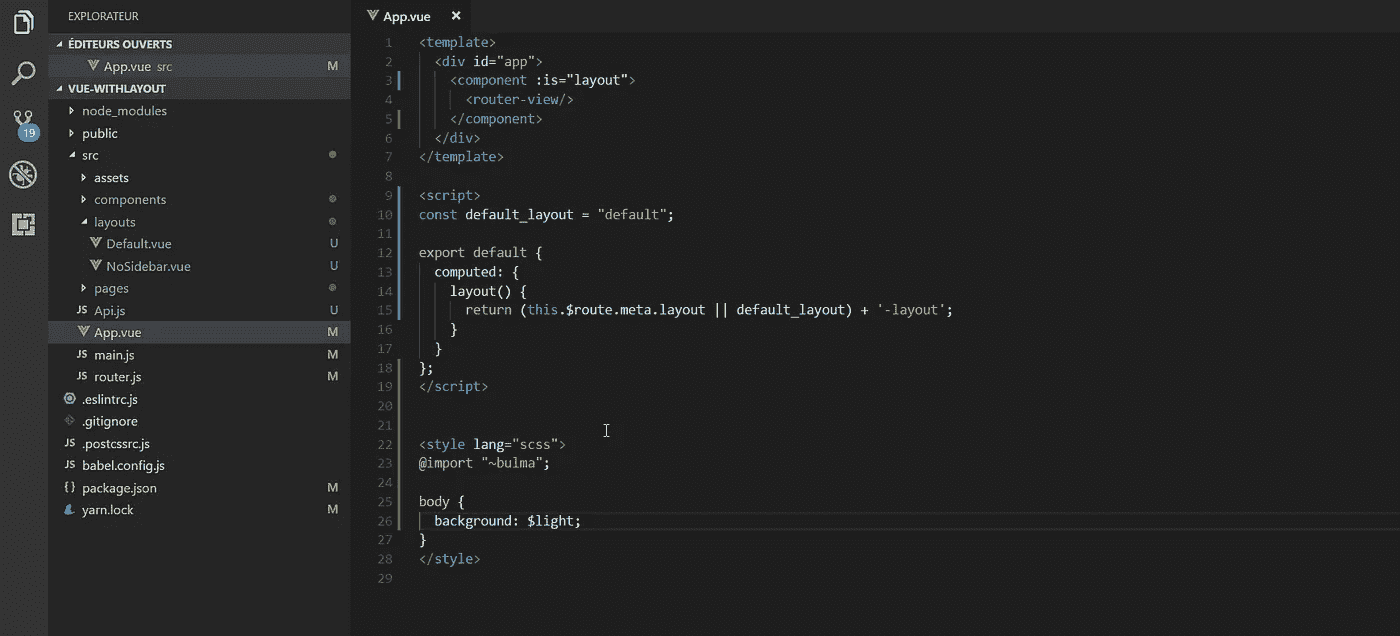 EXPLORATEUR
ÉDITEURS OUVERTS
App.vue src M
VUE-WITHLAYOUT
node_modules
public
src
assets
components
layouts
Default.vue U
NoSidebar.vue U
pages
JS Api.js U
App.vue M
JS main.js M
JS router.js M
.eslintrc.js
.gitignore
JS .postcssrc.js
JS babel.config.js
{} package.json M
yarn.lock M
19
App.vue ×
1 <template>
2 <div id="app">
3 <component :is="layout">
4 <router-view/>
5 </component>
6 </div>
7 </template>
8
9 <script>
10 const default_layout = "default";
11
12 export default {
13 computed: {
14 layout() {
15 return (this.$route.meta.layout || default_layout) + '-layout';
16 }
17 }
18 };
19 </script>
20
21
22 <style lang="scss">
23 @import "~bulma";
24
25 body {
26 background: $light;
27 }
28 </style>
29